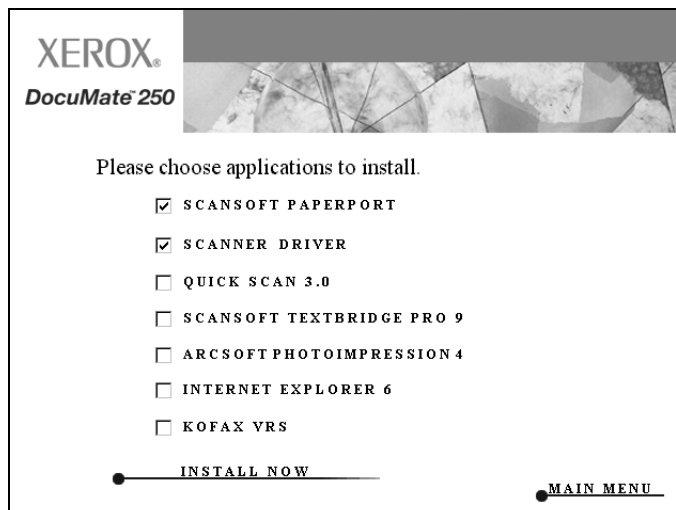 XEROX®
DocuMate™ 250
Please choose applications to install.
SCANSOFT PAPERPORT
SCANNER DRIVER
QUICK SCAN 3.0
SCANSOFT TEXTBRIDGE PRO 9
ARCSOFT PHOTOIMPRESSION 4
INTERNET EXPLORER 6
KOFAX VRS
INSTALL NOW
MAIN MENU